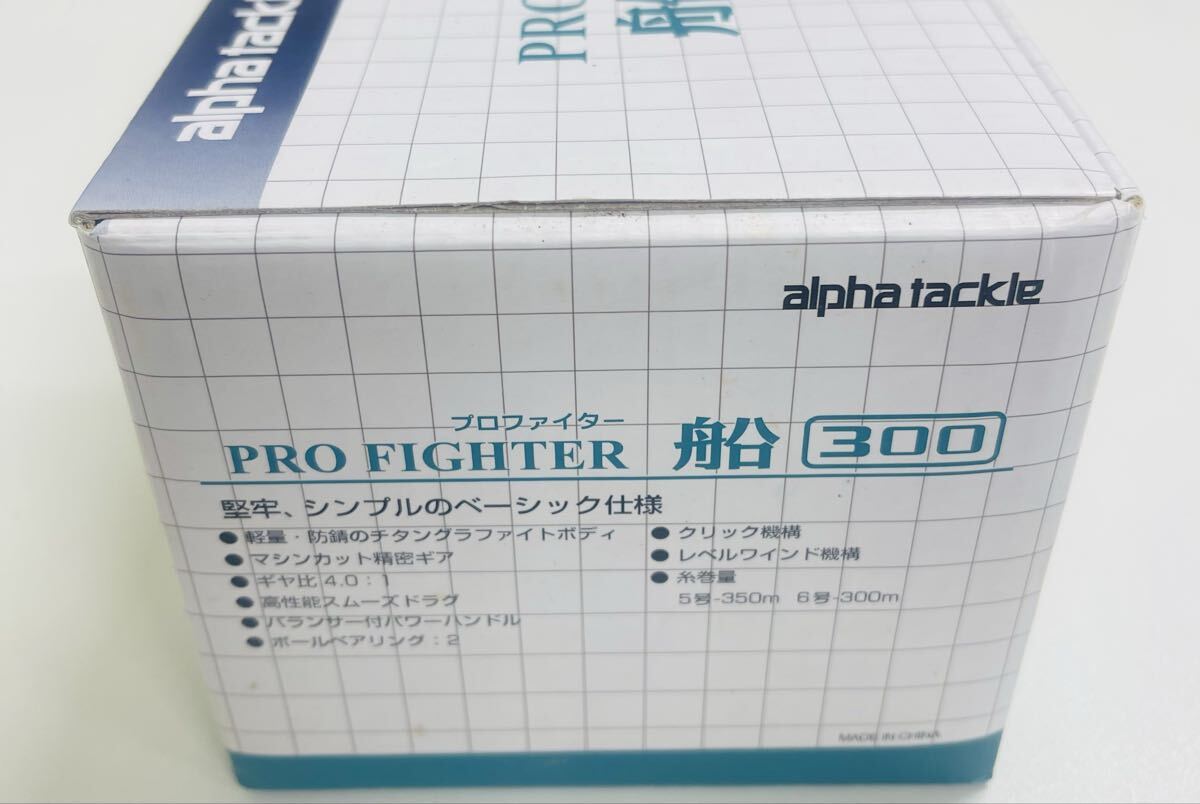 alpha tackle
PRO
船
alpha tackle
プロファイター
PRO FIGHTER 船 300
堅牢、シンプルのベーシック仕様
● 軽量・防錆のチタングラファイトボディ
● マシンカット精密ギア
● ギヤ比 4.0:1
● 高性能スムーズドラグ
● バランサー付パワーハンドル
● ボールベアリング:2
● クリック機構
● レベルワインド機構
● 糸巻量
5号-350m 6号-300m
MADE IN CHINA